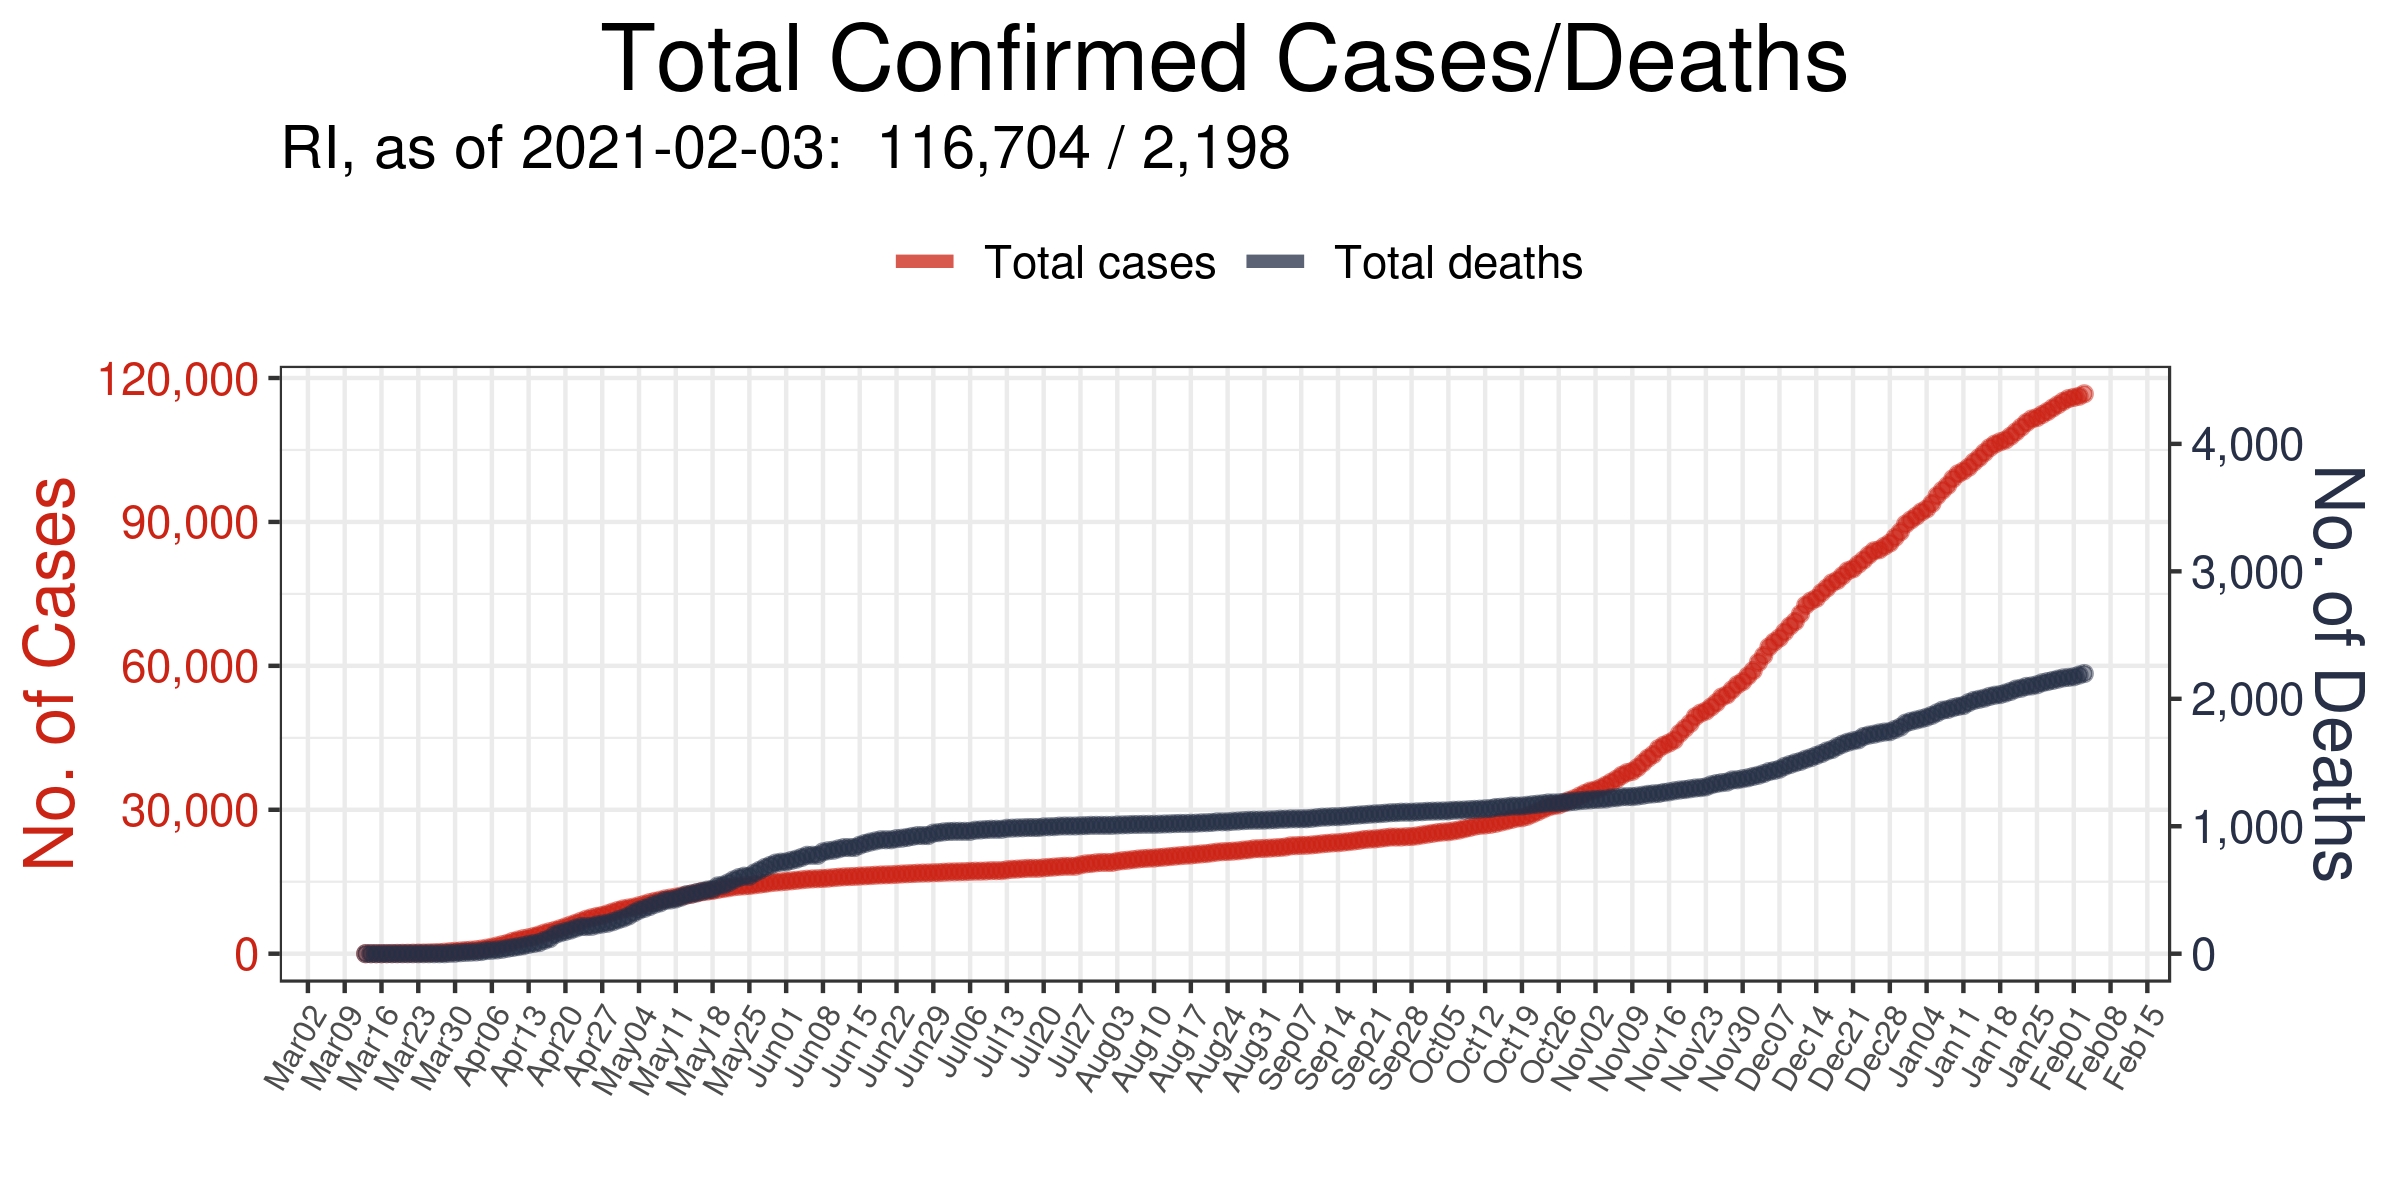 Total Confirmed Cases/Deaths
RI, as of 2021-02-03:  116,704 / 2,198
Total cases
Total deaths
No. of Cases
120,000
90,000
60,000
30,000
0
No. of Deaths
4,000
3,000
2,000
1,000
0
Mar02
Mar09
Mar16
Mar23
Mar30
Apr06
Apr13
Apr20
Apr27
May04
May11
May18
May25
Jun01
Jun08
Jun15
Jun22
Jun29
Jul06
Jul13
Jul20
Jul27
Aug03
Aug10
Aug17
Aug24
Aug31
Sep07
Sep14
Sep21
Sep28
Oct05
Oct12
Oct19
Oct26
Nov02
Nov09
Nov16
Nov23
Nov30
Dec07
Dec14
Dec21
Dec28
Jan04
Jan11
Jan18
Jan25
Feb01
Feb08
Feb15